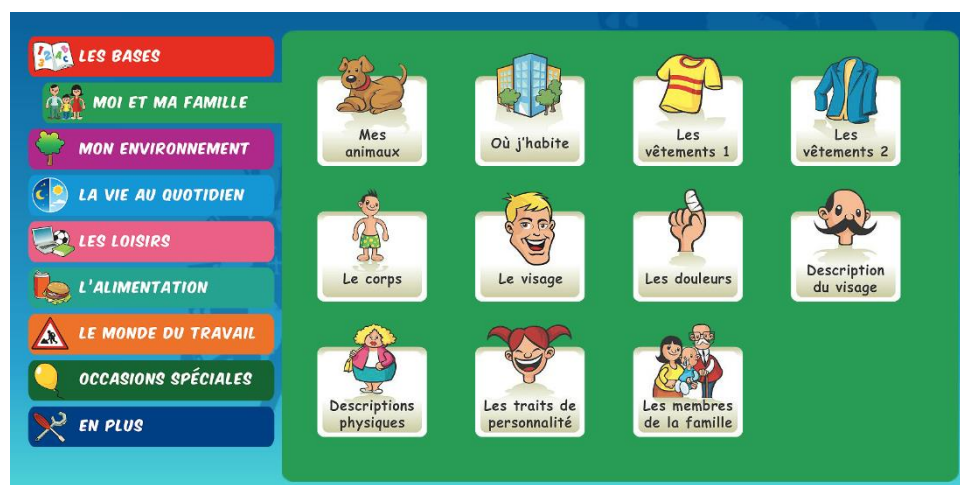 LES BASES
MOI ET MA FAMILLE
MON ENVIRONNEMENT
LA VIE AU QUOTIDIEN
LES LOISIRS
L'ALIMENTATION
LE MONDE DU TRAVAIL
OCCASIONS SPÉCIALES
EN PLUS
Mes
animaux
Où j'habite
Les
vêtements 1
Les
vêtements 2
Le corps
Le visage
Les douleurs
Description
du visage
Descriptions
physiques
Les traits de
personnalité
Les membres
de la famille